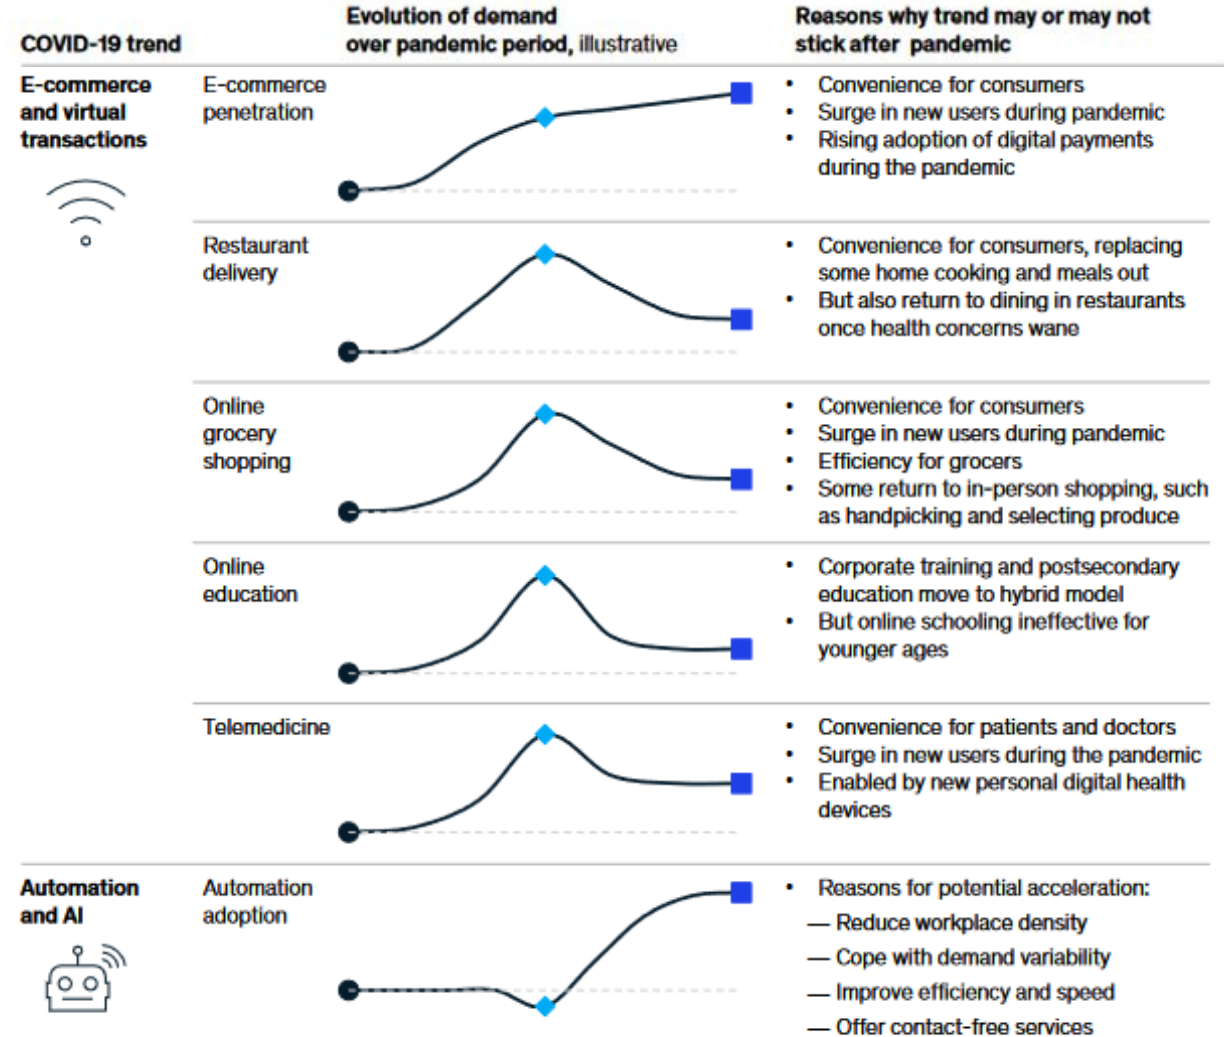 COVID-19 trend
Evolution of demand
over pandemic period, illustrative
Reasons why trend may or may not
stick after pandemic
E-commerce
and virtual
transactions
E-commerce
penetration
• Convenience for consumers
• Surge in new users during pandemic
• Rising adoption of digital payments
during the pandemic
Restaurant
delivery
• Convenience for consumers, replacing
some home cooking and meals out
• But also return to dining in restaurants
once health concerns wane
Online
grocery
shopping
• Convenience for consumers
• Surge in new users during pandemic
• Efficiency for grocers
• Some return to in-person shopping, such
as handpicking and selecting produce
Online
education
• Corporate training and postsecondary
education move to hybrid model
• But online schooling ineffective for
younger ages
Telemedicine
• Convenience for patients and doctors
• Surge in new users during the pandemic
• Enabled by new personal digital health
devices
Automation
and AI
Automation
adoption
• Reasons for potential acceleration:
— Reduce workplace density
— Cope with demand variability
— Improve efficiency and speed
— Offer contact-free services